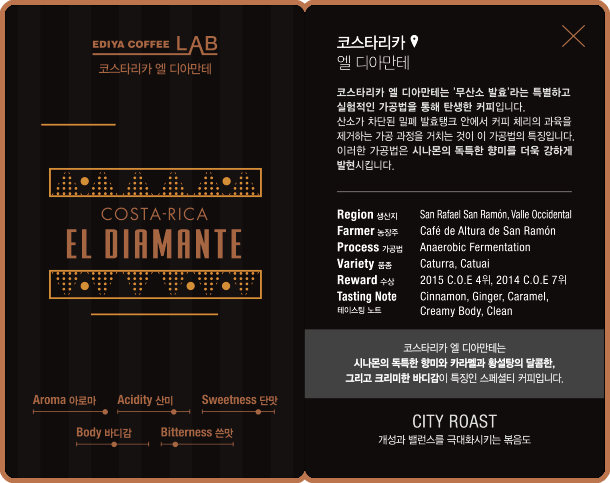 EDIYA COFFEE LAB
코스타리카 엘 디아만테
COSTA-RICA
EL DIAMANTE
Aroma 아로마
Acidity 산미
Sweetness 단맛
Body 바디감
Bitterness 쓴맛
코스타리카
엘 디아만테
코스타리카 엘 디아만테는 '무산소 발효'라는 특별하고
실험적인 가공법을 통해 탄생한 커피입니다.
산소가 차단된 밀폐 발효탱크 안에서 커피 체리의 과육을
제거하는 가공 과정을 거치는 것이 이 가공법의 특징입니다.
이러한 가공법은 시나몬의 독특한 향미를 더욱 강하게
발현시킵니다.
Region 생산지 San Rafael San Ramón, Valle Occidental
Farmer 농장주 Café de Altura de San Ramón
Process 가공법 Anaerobic Fermentation
Variety 품종 Caturra, Catuai
Reward 수상 2015 C.O.E 4위, 2014 C.O.E 7위
Tasting Note Cinnamon, Ginger, Caramel,
테이스팅 노트 Creamy Body, Clean
코스타리카 엘 디아만테는
시나몬의 독특한 향미와 카라멜과 황설탕의 달콤한,
그리고 크리미한 바디감이 특징인 스페셜티 커피입니다.
CITY ROAST
개성과 밸런스를 극대화시키는 볶음도